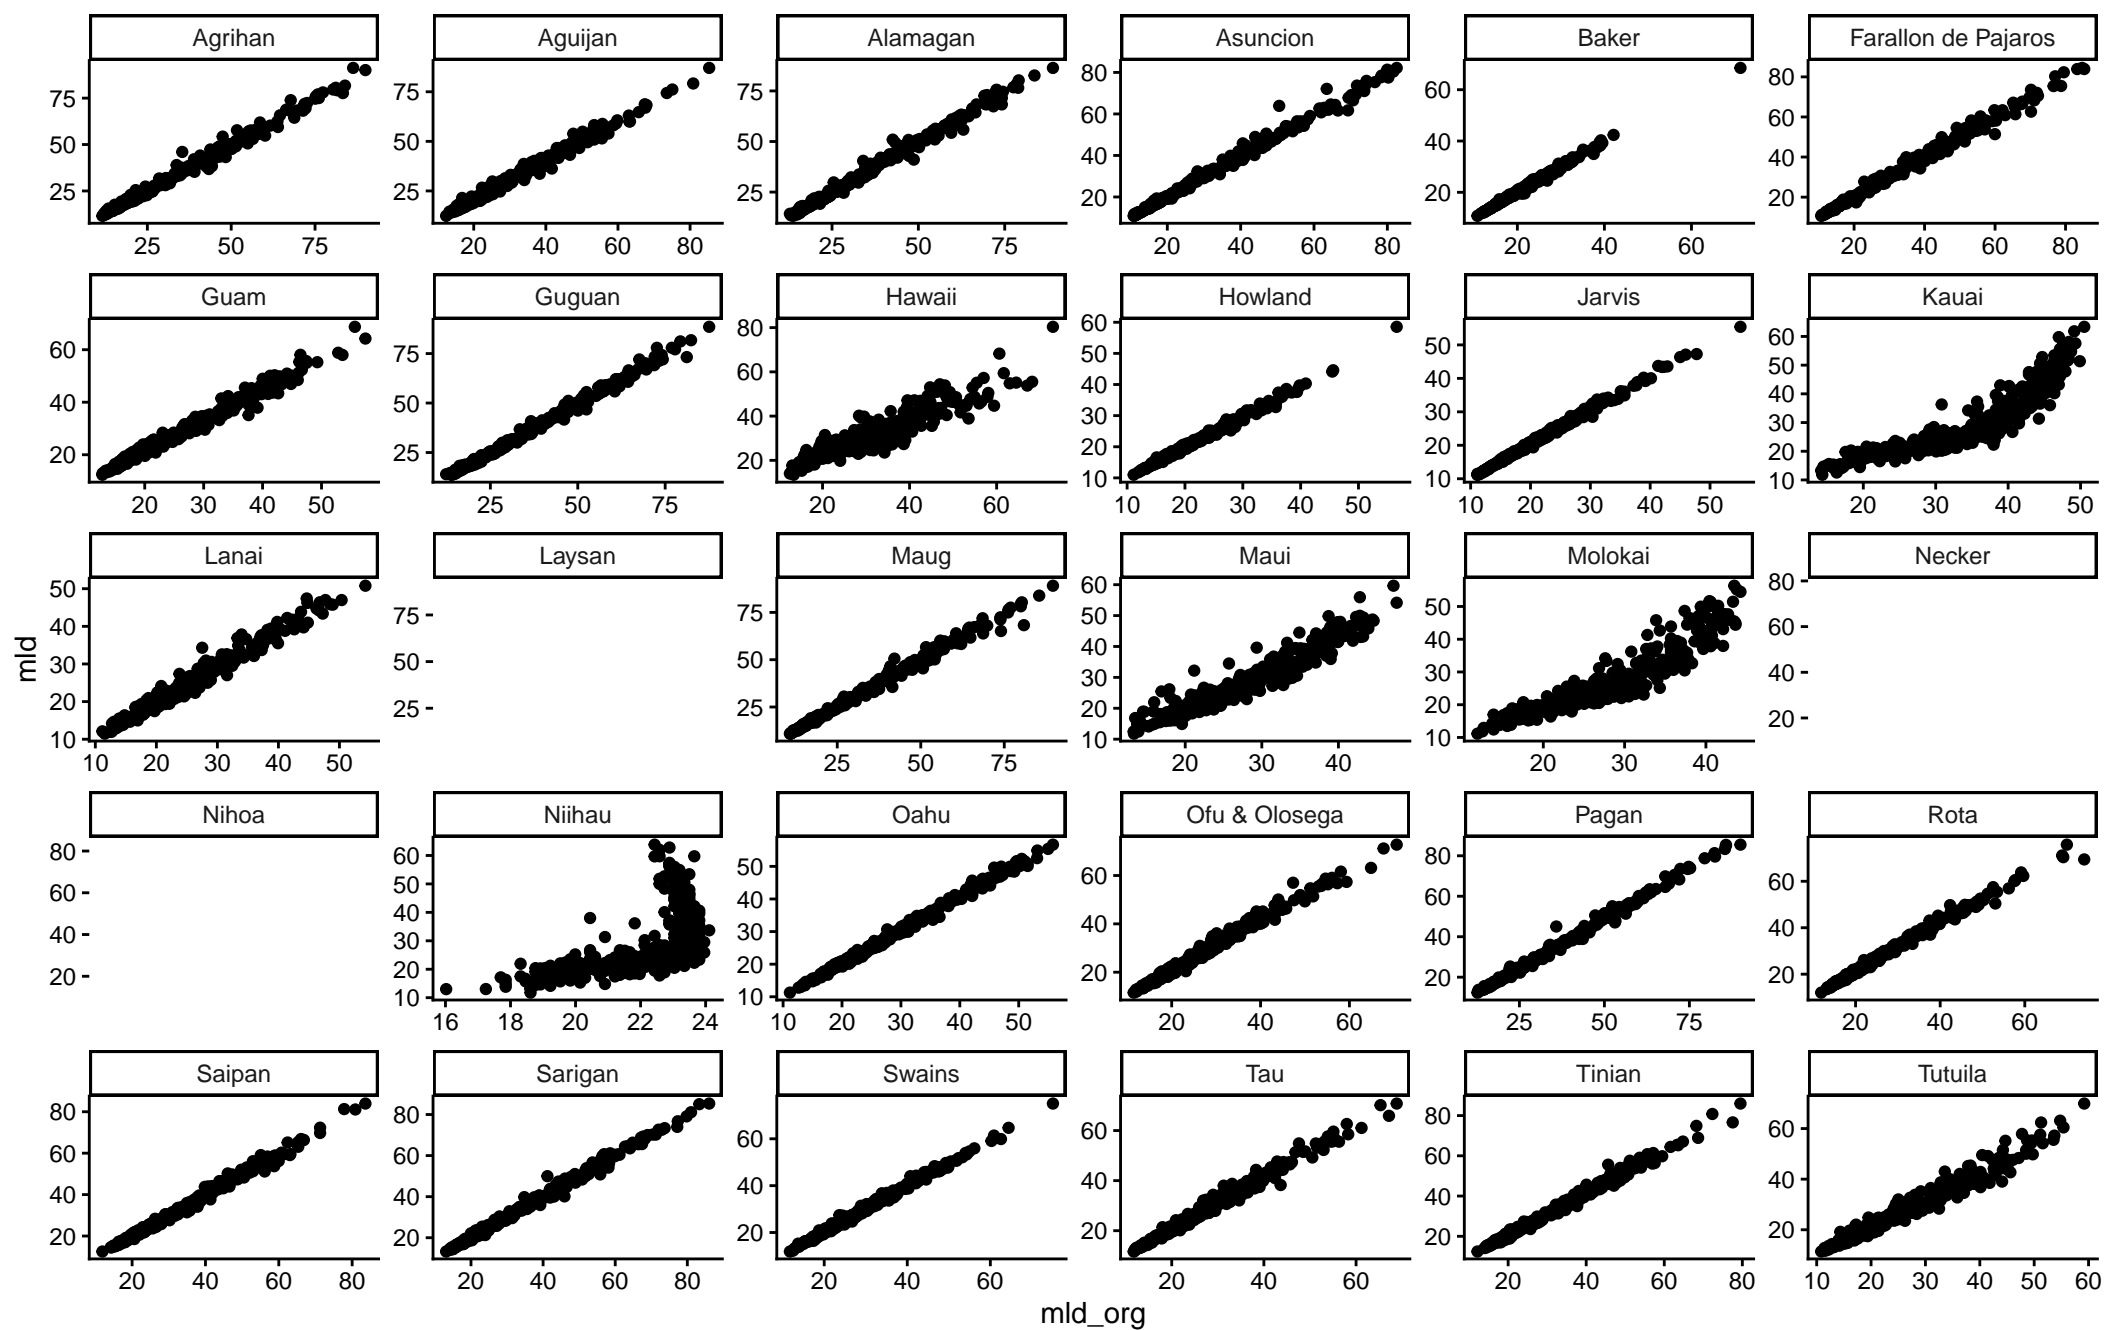 Agrihan Aguijan Alamagan Asuncion Baker Farallon de Pajaros
75 75 75 80 60 80
50 50 50 60 40 60
25 25 25 40 20 40
20 20
25 50 75 20 40 60 80 25 50 75 20 40 60 80 20 40 60 20 40 60 80
Guam Guguan Hawaii Howland Jarvis Kauai
60 75 80 60 50 60
40 50 60 50 40 50
20 25 40 40 30 40
20 30 20 30
20 10 20
10 10
20 30 40 50 25 50 75 20 40 60 10 20 30 40 50 10 20 30 40 50 20 30 40 50
Lanai Laysan Maug Maui Molokai Necker
50 75 75 60 50 80
40 50 50 50 40 60
30 25 25 40 30 40
20 30 20 20
10 20 10
10
10 20 30 40 50 25 50 75 20 30 40 20 30 40
mld
Nihoa Niihau Oahu Ofu & Olosega Pagan Rota
80 60 50 60 80 60
60 50 40 40 60 40
40 40 30 20 40 20
20 30 20 20
20 10
10
16 18 20 22 24 10 20 30 40 50 20 40 60 25 50 75 20 40 60
Saipan Sarigan Swains Tau Tinian Tutuila
80 80 60 60 80 60
60 60 40 40 60 40
40 40 20 20 40 20
20 20 20
20 40 60 80 20 40 60 80 20 40 60 20 40 60 20 40 60 80 10 20 30 40 50 60
mld_org